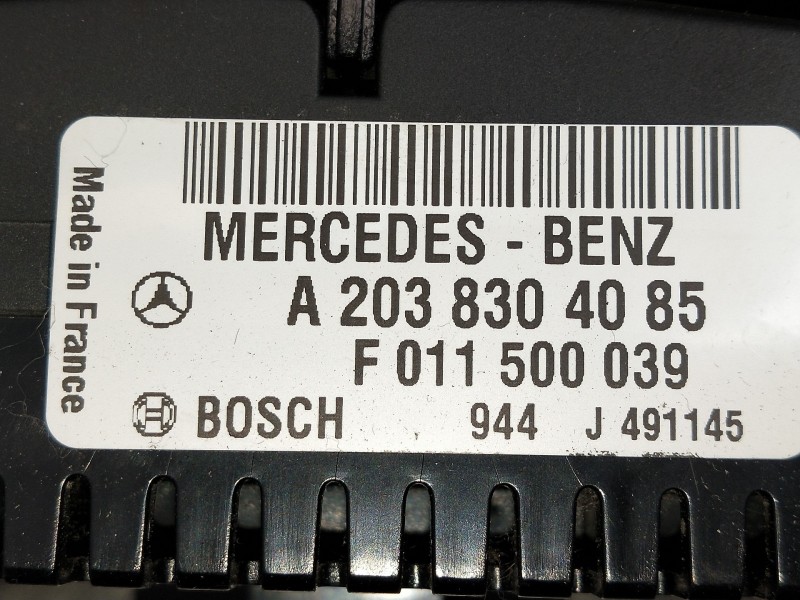 MERCEDES - BENZ
A 203 830 40 85
F 011 500 039
BOSCH 944 J 491145
Made in France